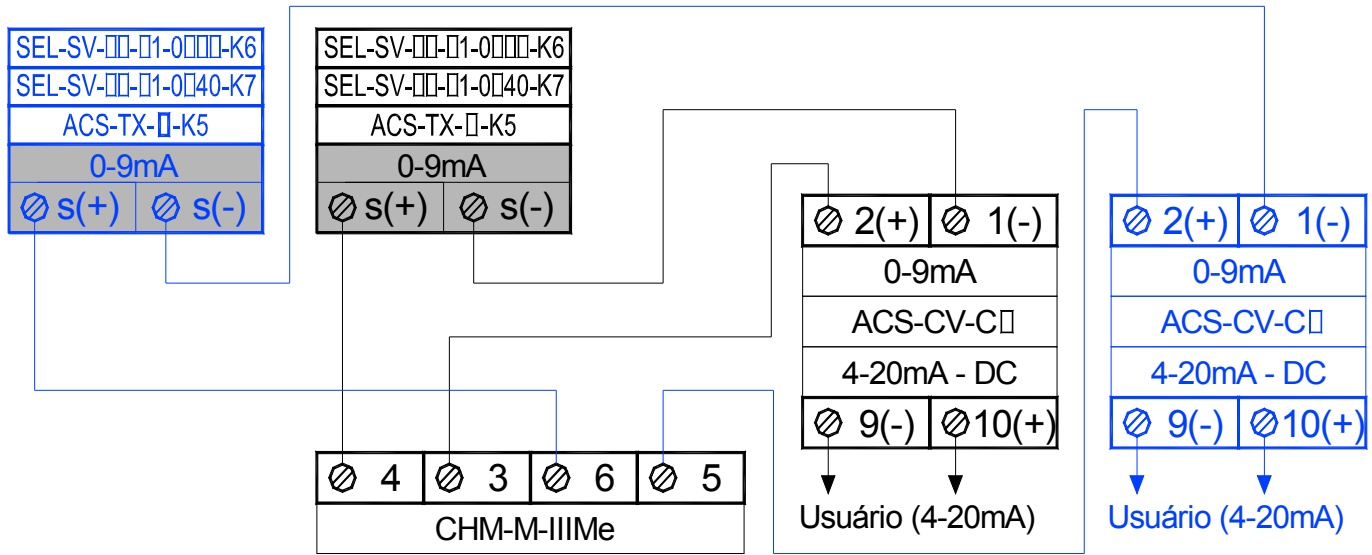 SEL-SV-▯▯-▯1-0▯▯▯-K6
SEL-SV-▯▯-▯1-0▯40-K7
ACS-TX-▯-K5
0-9mA
s(+) s(-)
SEL-SV-▯▯-▯1-0▯▯▯-K6
SEL-SV-▯▯-▯1-0▯40-K7
ACS-TX-▯-K5
0-9mA
s(+) s(-)
2(+) 1(-)
0-9mA
ACS-CV-C▯
4-20mA - DC
9(-) 10(+)
Usuário (4-20mA)
2(+) 1(-)
0-9mA
ACS-CV-C▯
4-20mA - DC
9(-) 10(+)
Usuário (4-20mA)
4 3 6 5
CHM-M-IIIMe